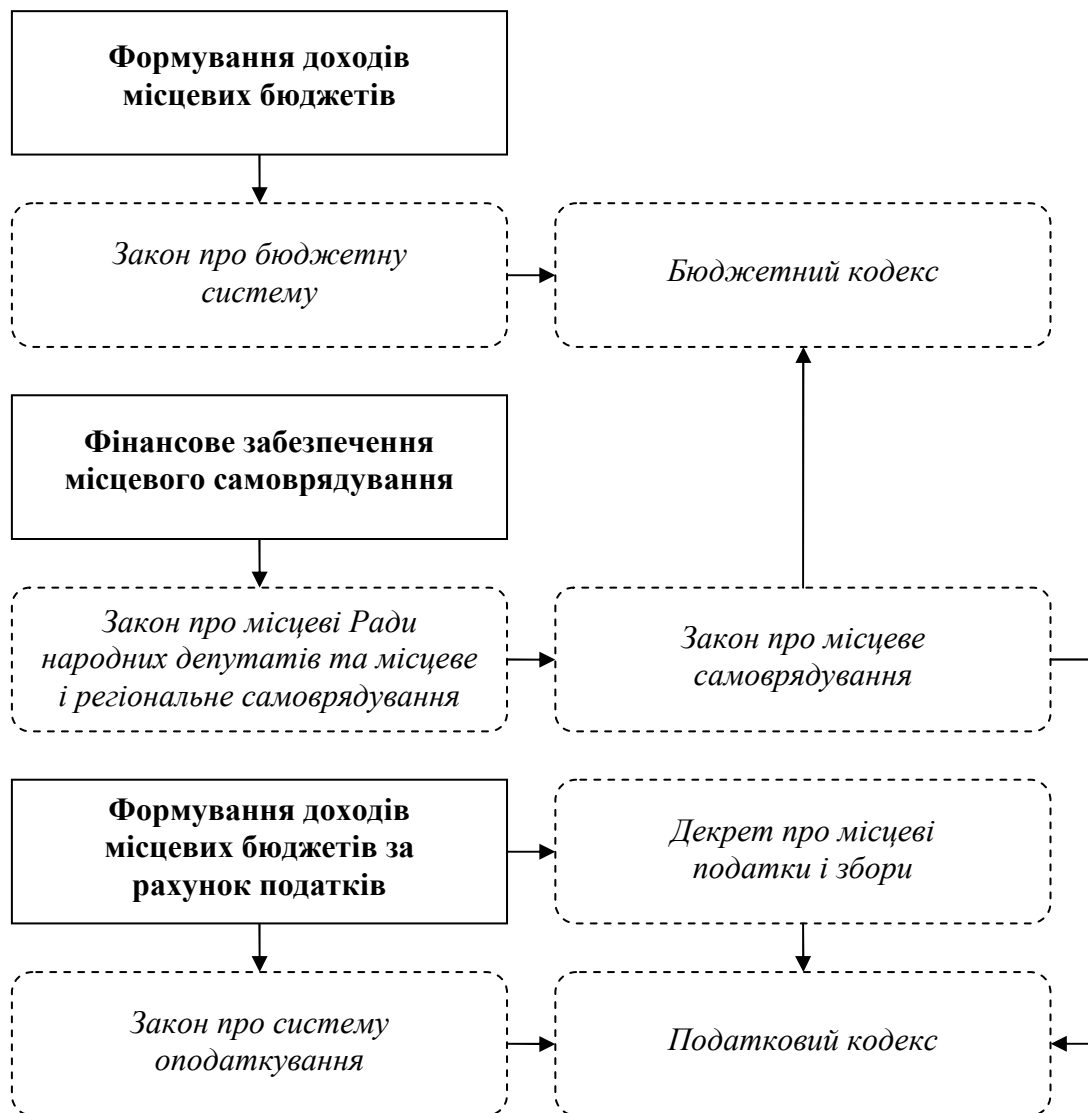 Формування доходів
місцевих бюджетів
Закон про бюджетну
систему
Бюджетний кодекс
Фінансове забезпечення
місцевого самоврядування
Закон про місцеві Ради
народних депутатів та місцеве
і регіональне самоврядування
Закон про місцеве
самоврядування
Формування доходів
місцевих бюджетів за
рахунок податків
Декрет про місцеві
податки і збори
Закон про систему
оподаткування
Податковий кодекс